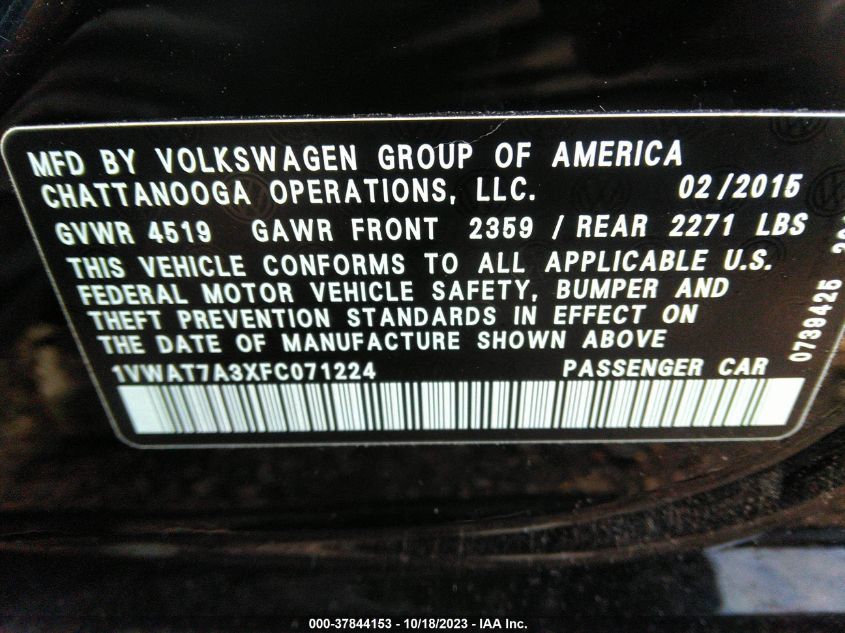 MFD BY VOLKSWAGEN GROUP OF AMERICA
CHATTANOOGA OPERATIONS, LLC. 02/2015
GVWR 4519 GAWR FRONT 2359 / REAR 2271 LBS
THIS VEHICLE CONFORMS TO ALL APPLICABLE U.S.
FEDERAL MOTOR VEHICLE SAFETY, BUMPER AND
THEFT PREVENTION STANDARDS IN EFFECT ON
THE DATE OF MANUFACTURE SHOWN ABOVE
1VWAT7A3XFC071224 PASSENGER CAR
0739425
000-37844153 - 10/18/2023 - IAA Inc.